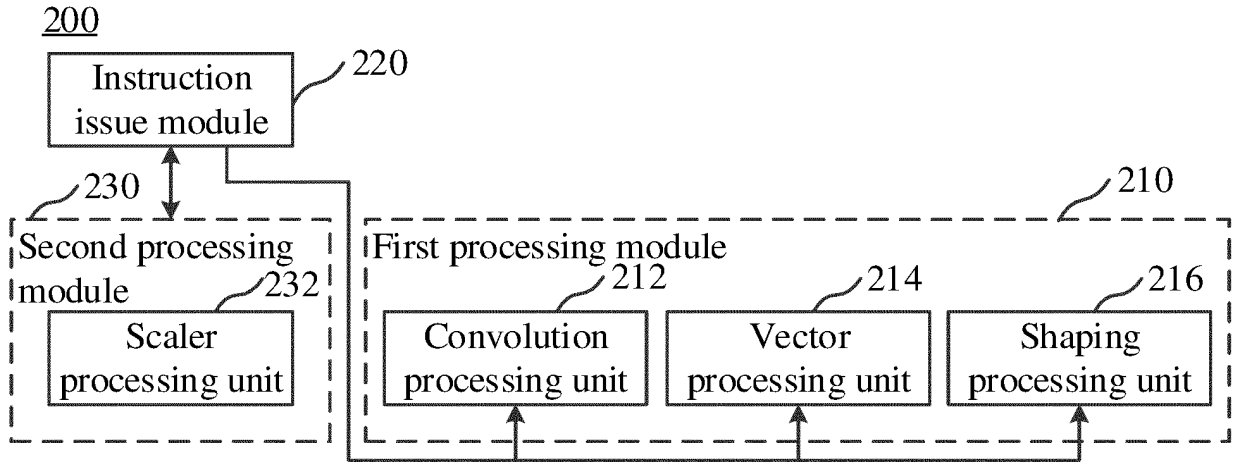 200
Instruction
issue module
220
230
210
Second processing
module
First processing module
232
212
214
216
Scaler
processing unit
Convolution
processing unit
Vector
processing unit
Shaping
processing unit